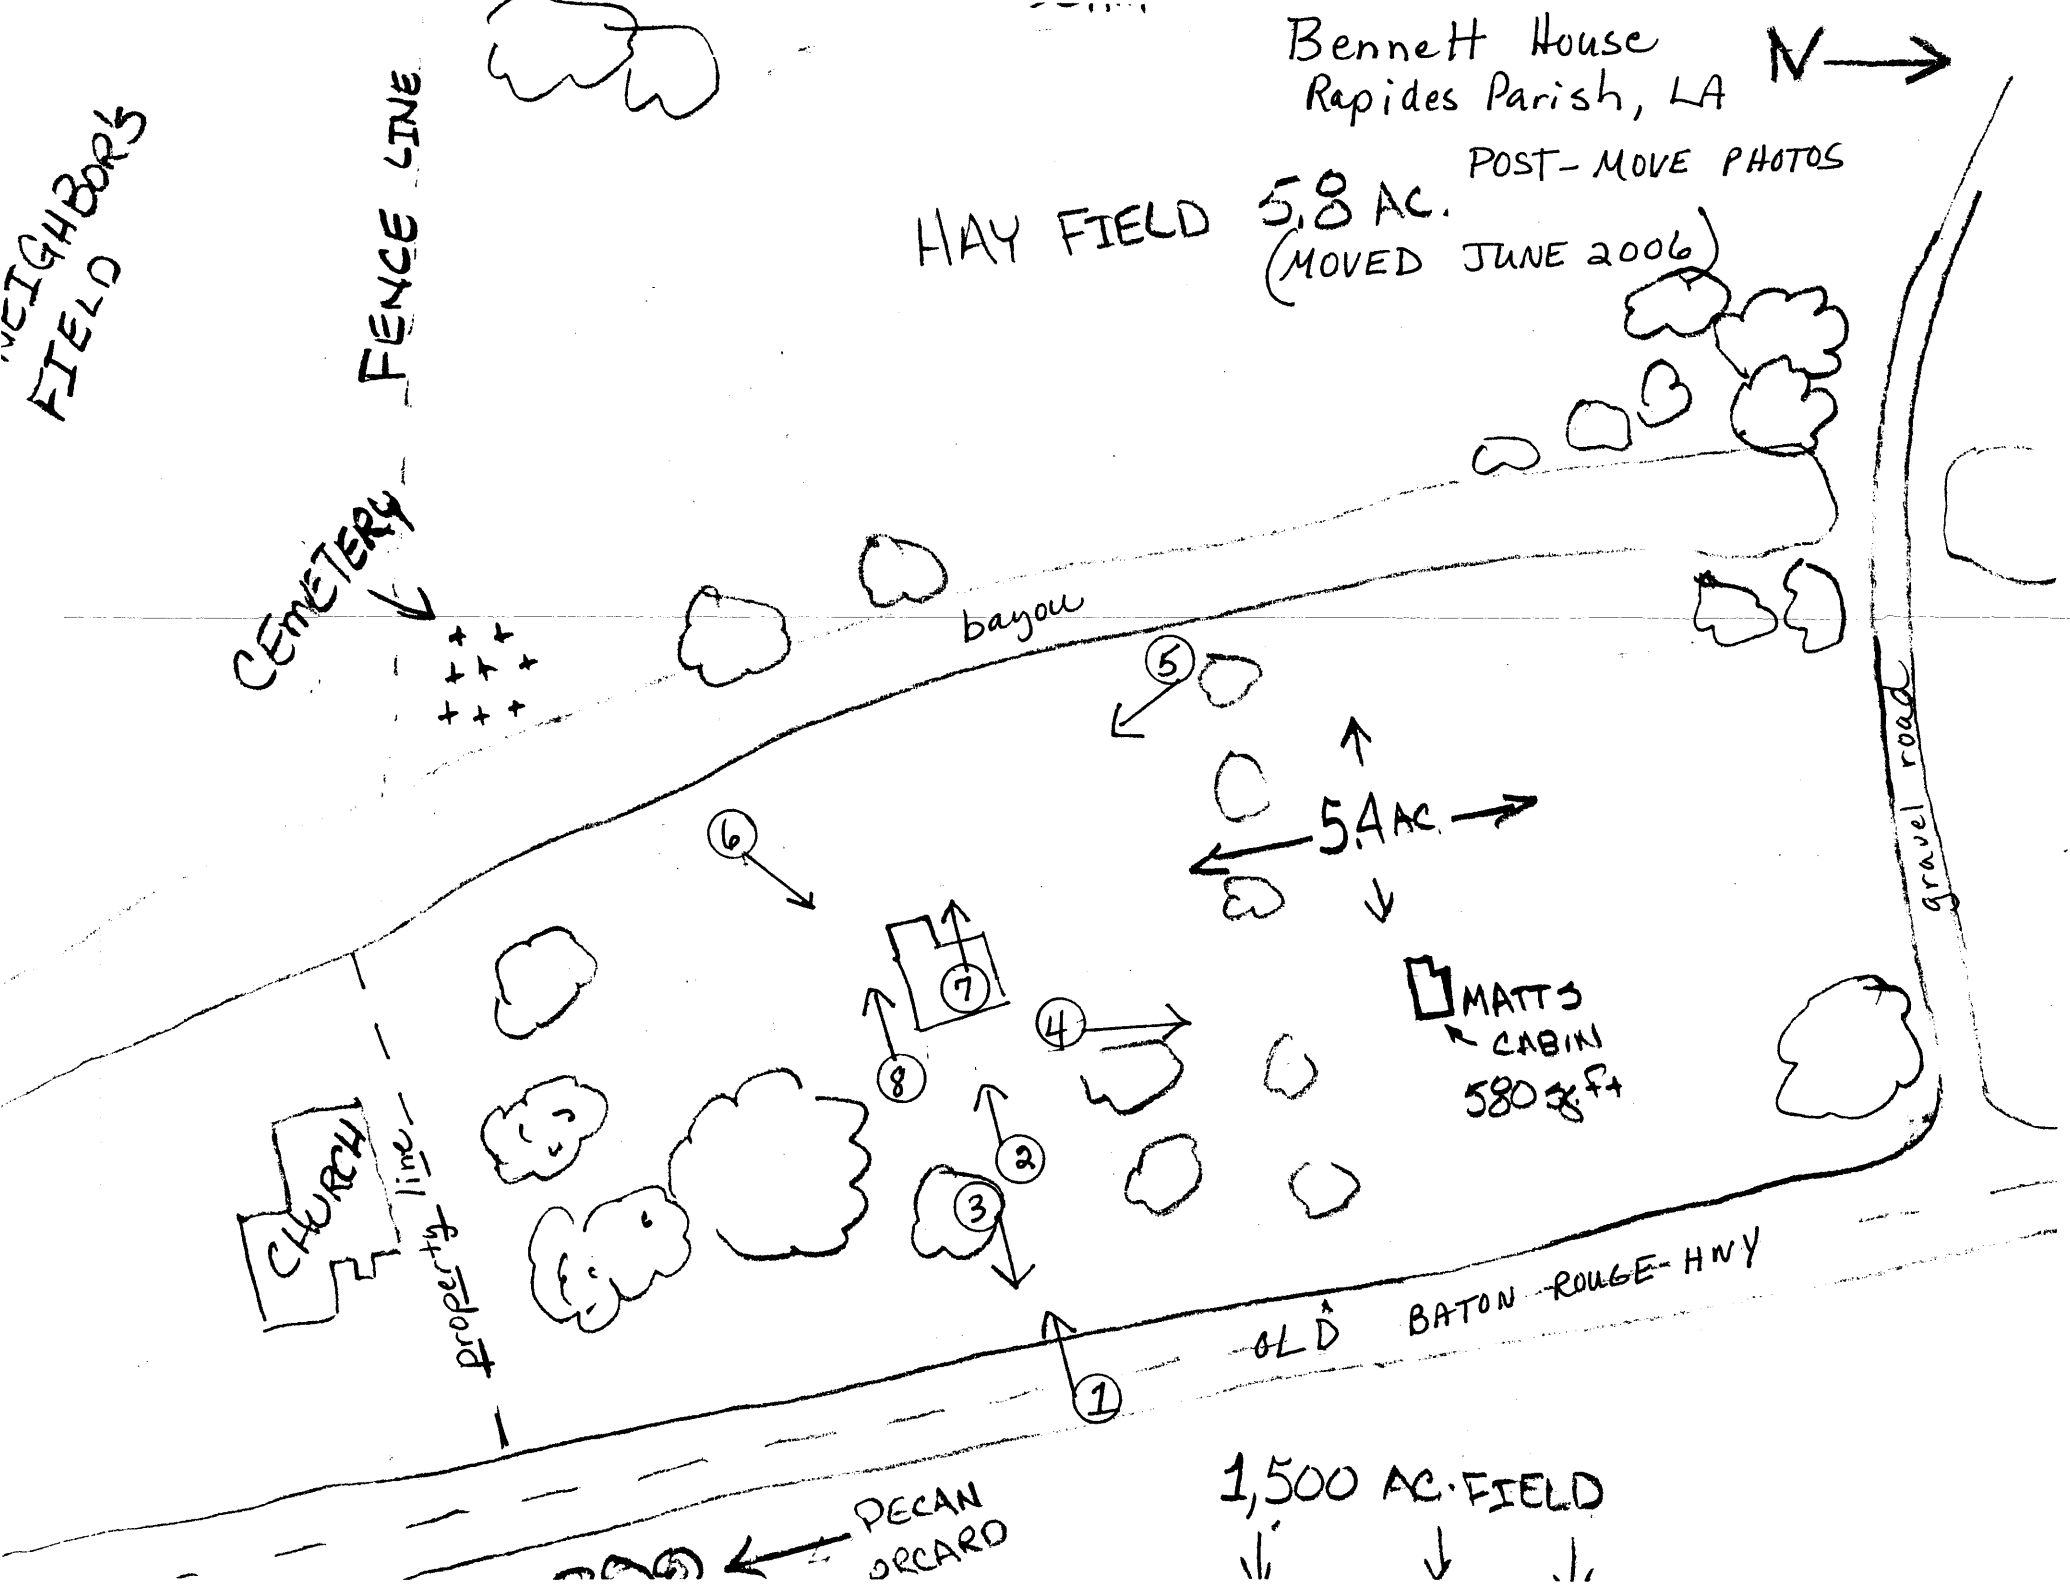 Bennett House
N
Rapides Parish, LA
POST-MOVE PHOTOS
HAY FIELD 5.8 AC.
(MOVED JUNE 2006)
NEIGHBOR'S
FIELD
FENCE LINE
CEMETERY
bayou
5
6
5.4 AC.
gravel road
7
4
8
MATTS
CABIN
580 sq. ft
2
3
CHURCH
property line
1
OLD BATON ROUGE HWY
1,500 AC. FIELD
PECAN
ORCARD